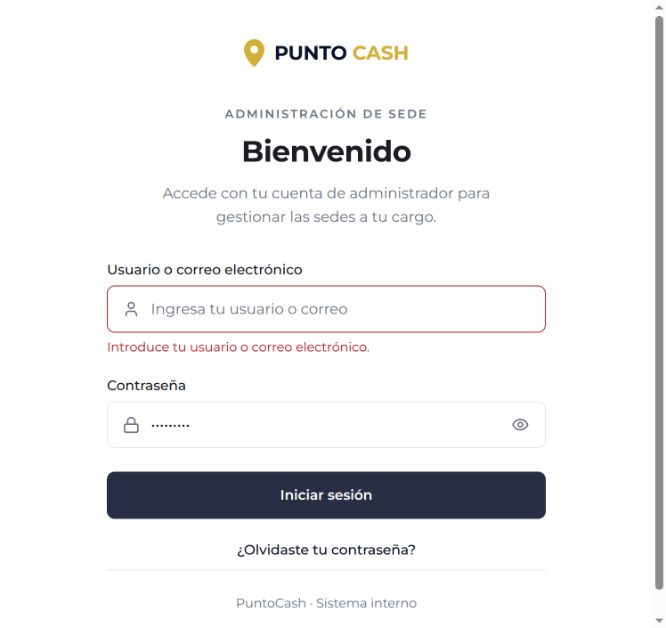 PUNTO CASH
ADMINISTRACIÓN DE SEDE
Bienvenido
Accede con tu cuenta de administrador para
gestionar las sedes a tu cargo.
Usuario o correo electrónico
Ingresa tu usuario o correo
Introduce tu usuario o correo electrónico.
Contraseña
•••••••••
Iniciar sesión
¿Olvidaste tu contraseña?
PuntoCash · Sistema interno